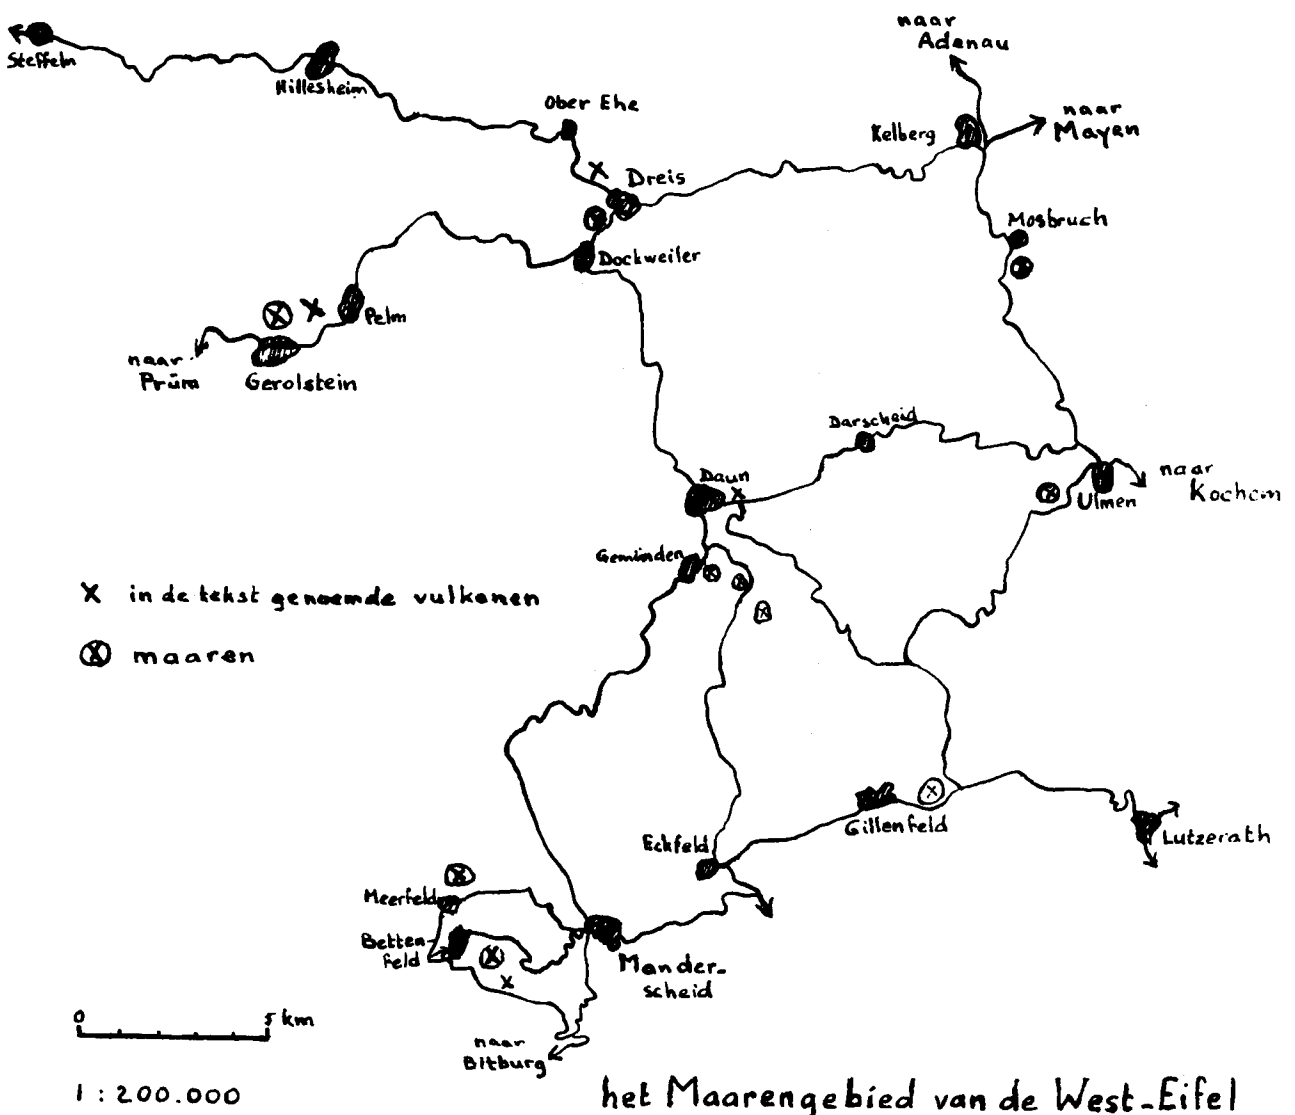 naar
Adenau
Steffeln
Hillesheim
Ober Ehe
naar
Mayen
Kelberg
Dreis
Mosbruch
Dockweiler
Pelm
naar
Prüm
Gerolstein
Darscheid
Daun
naar
Kochem
Ulmen
Gemünden
x in de tekst genoemde vulkanen
maaren
Gillenfeld
Lutzerath
Eckfeld
Meerfeld
Betten-
feld
Mander-
scheid
0 5 km
naar
Bitburg
1 : 200.000
het Maarengebied van de West-Eifel